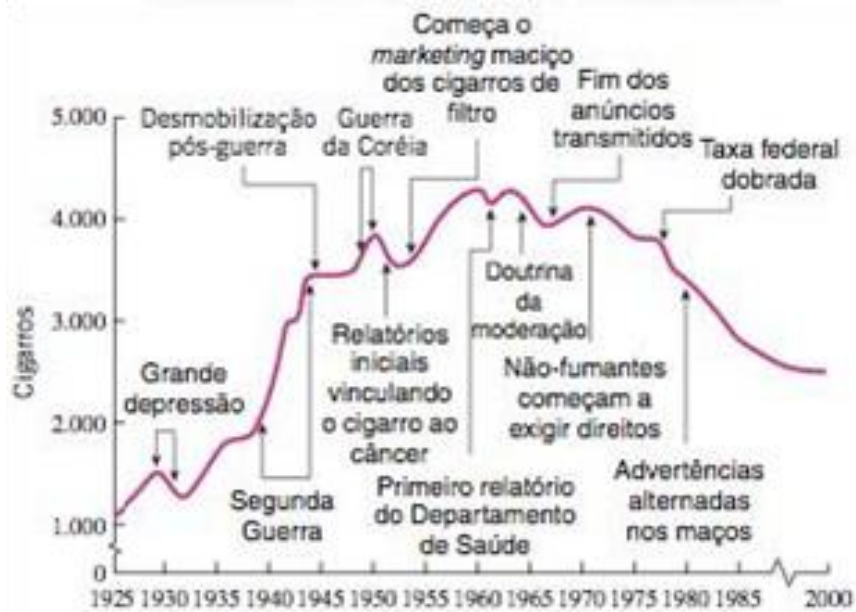 Começa o
marketing maciço
dos cigarros de
filtro
Fim dos
anúncios
transmitidos
Desmobilização
pós-guerra
Guerra
da Coréia
Taxa federal
dobrada
5.000
4.000
3.000
2.000
1.000
0
Cigarros
Grande
depressão
Segunda
Guerra
Relatórios
iniciais
vinculando
o cigarro ao
câncer
Primeiro relatório
do Departamento
de Saúde
Doutrina
da
moderação
Não-fumantes
começam a
exigir direitos
Advertências
alternadas
nos maços
1925 1930 1935 1940 1945 1950 1955 1960 1965 1970 1975 1980 1985 2000